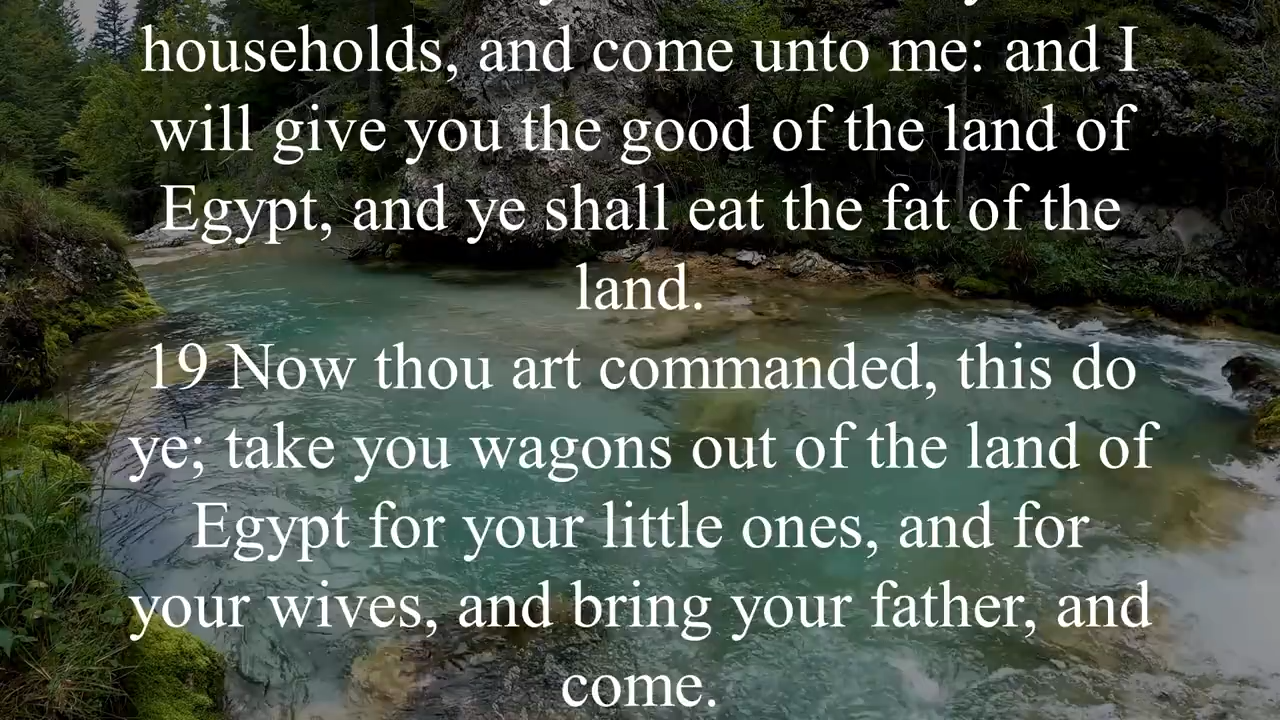 households, and come unto me: and I
will give you the good of the land of
Egypt, and ye shall eat the fat of the
land.
19 Now thou art commanded, this do
ye; take you wagons out of the land of
Egypt for your little ones, and for
your wives, and bring your father, and
come.